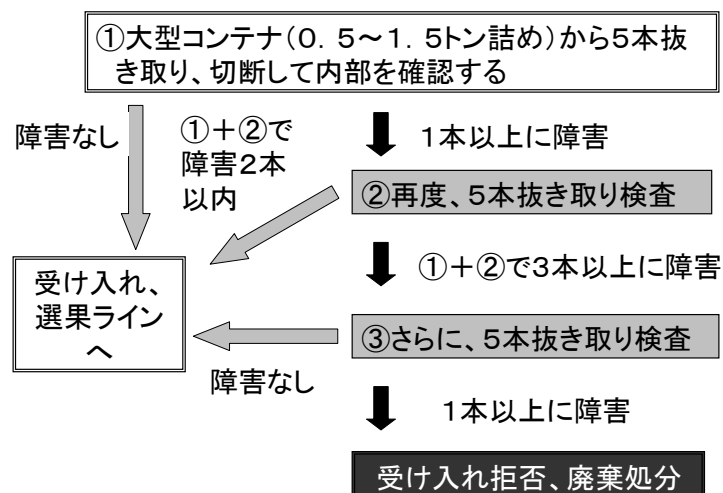 ①大型コンテナ（０．５～１．５トン詰め）から５本抜
き取り、切断して内部を確認する
障害なし
①＋②で
障害２本
以内
１本以上に障害
②再度、５本抜き取り検査
①＋②で３本以上に障害
受け入れ、
選果ライン
へ
③さらに、５本抜き取り検査
障害なし
１本以上に障害
受け入れ拒否、廃棄処分